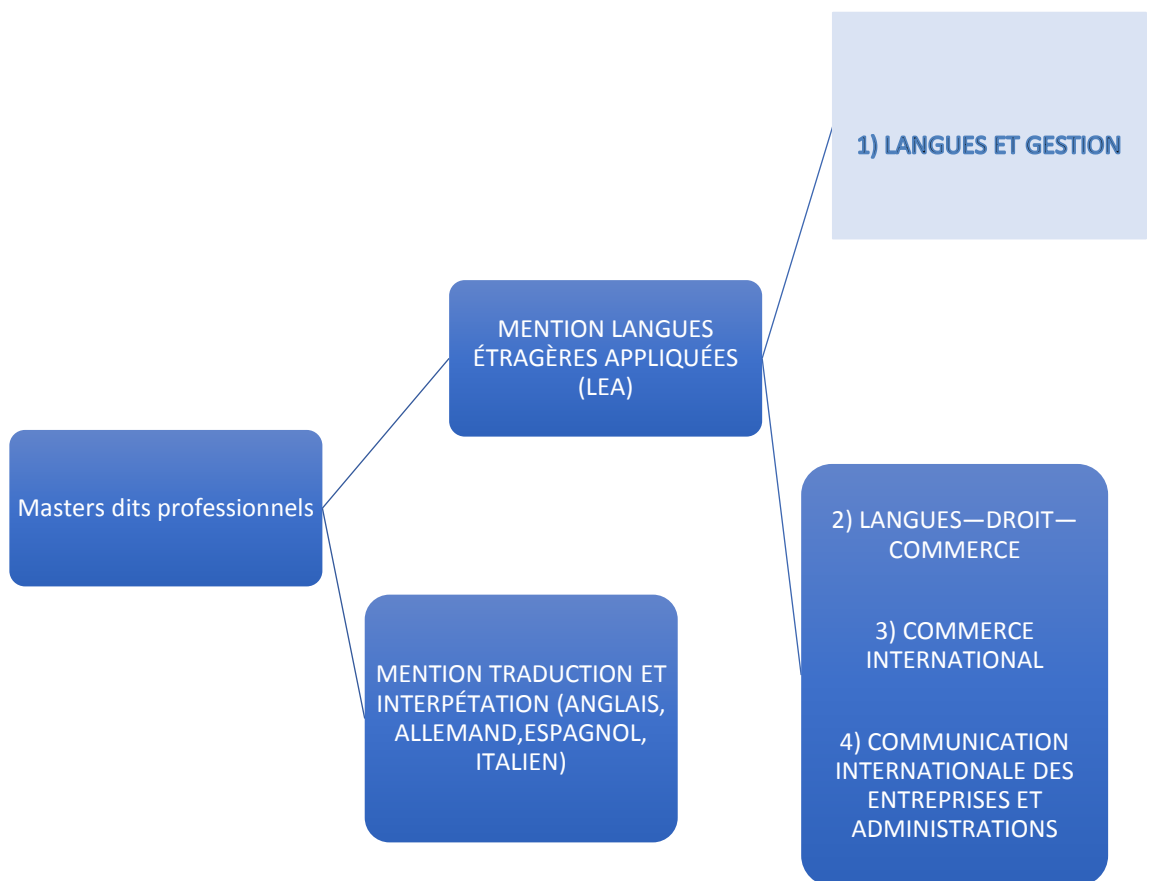 1) LANGUES ET GESTION
MENTION LANGUES
ÉTRAGÈRES APPLIQUÉES
(LEA)
Masters dits professionnels
2) LANGUES—DROIT—
COMMERCE
3) COMMERCE
INTERNATIONAL
4) COMMUNICATION
INTERNATIONALE DES
ENTREPRISES ET
ADMINISTRATIONS
MENTION TRADUCTION ET
INTERPÉTATION (ANGLAIS,
ALLEMAND,ESPAGNOL,
ITALIEN)